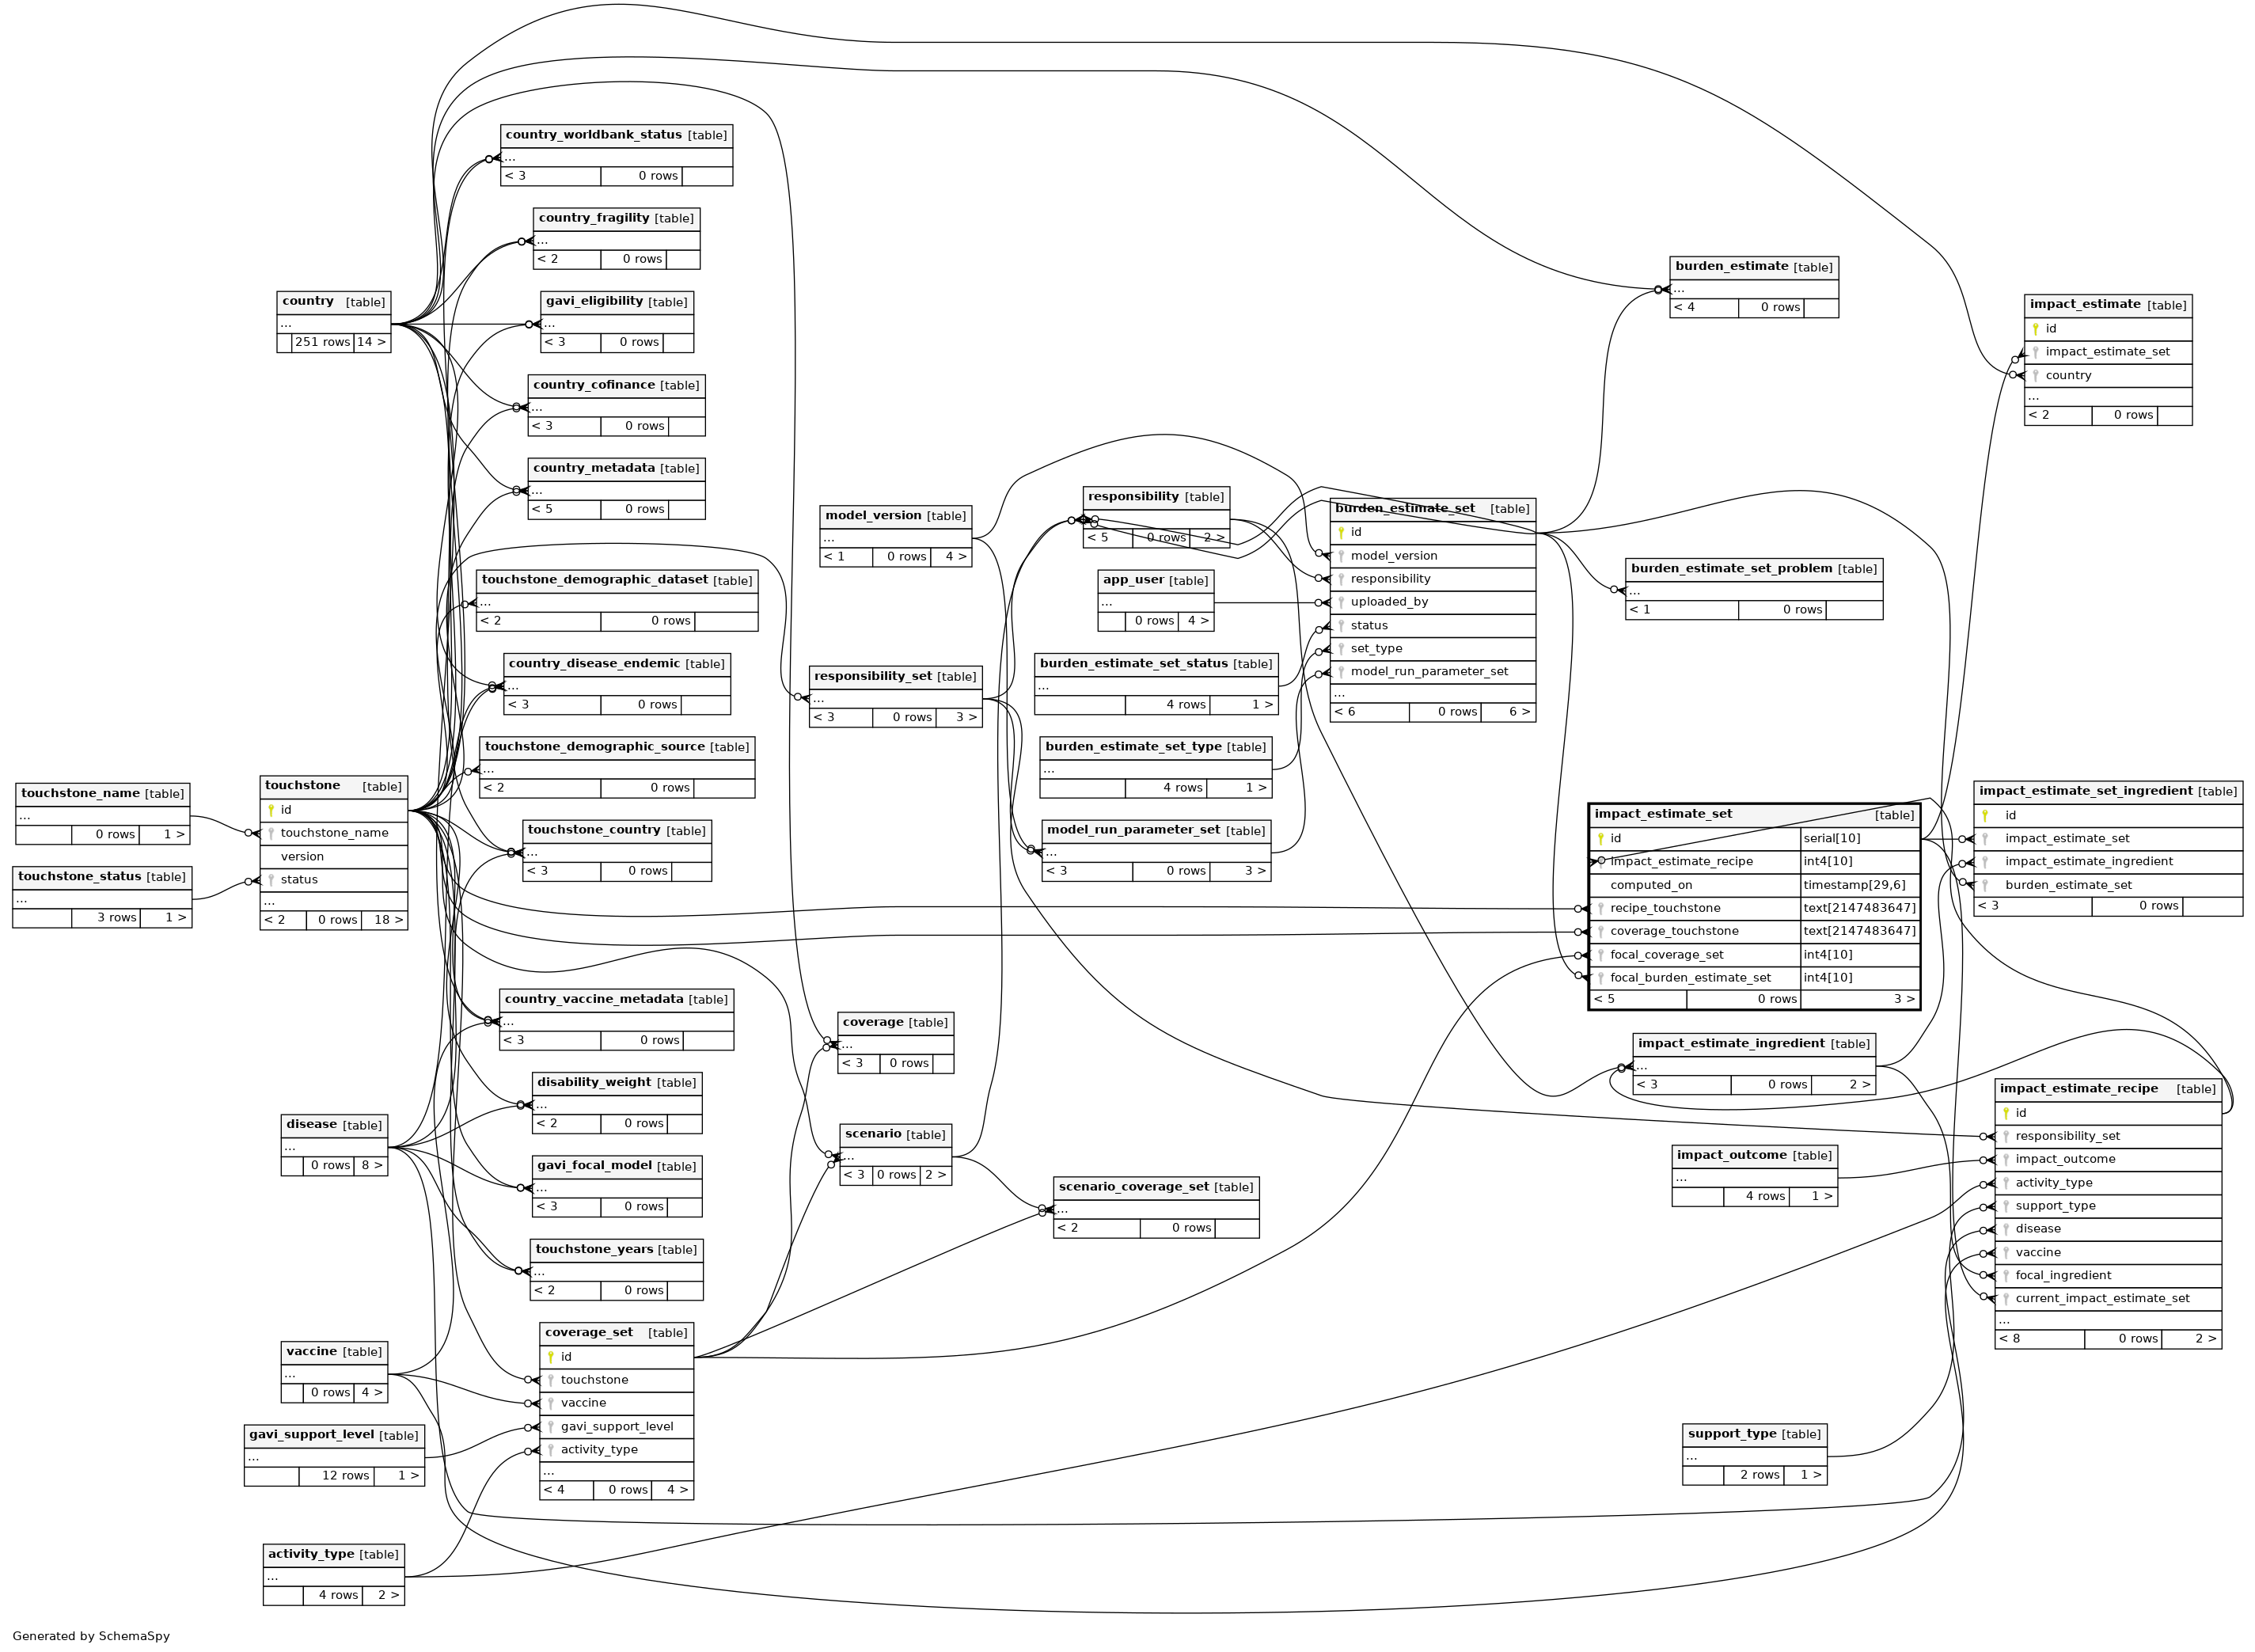 country_worldbank_status [table]
...
< 3 0 rows
country_fragility [table]
...
< 2 0 rows
country [table]
...
251 rows 14 >
gavi_eligibility [table]
...
< 3 0 rows
country_cofinance [table]
...
< 3 0 rows
country_metadata [table]
...
< 5 0 rows
touchstone_demographic_dataset [table]
...
< 2 0 rows
country_disease_endemic [table]
...
< 3 0 rows
touchstone_demographic_source [table]
...
< 2 0 rows
touchstone_country [table]
...
< 3 0 rows
touchstone_name [table]
...
0 rows 1 >
touchstone_status [table]
...
3 rows 1 >
touchstone [table]
id
touchstone_name
version
status
...
< 2 0 rows 18 >
country_vaccine_metadata [table]
...
< 3 0 rows
disability_weight [table]
...
< 2 0 rows
disease [table]
...
0 rows 8 >
gavi_focal_model [table]
...
< 3 0 rows
touchstone_years [table]
...
< 2 0 rows
vaccine [table]
...
0 rows 4 >
gavi_support_level [table]
...
12 rows 1 >
activity_type [table]
...
4 rows 2 >
coverage_set [table]
id
touchstone
vaccine
gavi_support_level
activity_type
...
< 4 0 rows 4 >
model_version [table]
...
< 1 0 rows 4 >
responsibility_set [table]
...
< 3 0 rows 3 >
coverage [table]
...
< 3 0 rows
scenario [table]
...
< 3 0 rows 2 >
responsibility [table]
...
< 5 0 rows 2 >
app_user [table]
...
0 rows 4 >
burden_estimate_set_status [table]
...
4 rows 1 >
burden_estimate_set_type [table]
...
4 rows 1 >
model_run_parameter_set [table]
...
< 3 0 rows 3 >
scenario_coverage_set [table]
...
< 2 0 rows
burden_estimate_set [table]
id
model_version
responsibility
uploaded_by
status
set_type
model_run_parameter_set
...
< 6 0 rows 6 >
burden_estimate [table]
...
< 4 0 rows
burden_estimate_set_problem [table]
...
< 1 0 rows
impact_estimate_set [table]
id serial[10]
impact_estimate_recipe int4[10]
computed_on timestamp[29,6]
recipe_touchstone text[2147483647]
coverage_touchstone text[2147483647]
focal_coverage_set int4[10]
focal_burden_estimate_set int4[10]
< 5 0 rows 3 >
impact_estimate_ingredient [table]
...
< 3 0 rows 2 >
impact_outcome [table]
...
4 rows 1 >
support_type [table]
...
2 rows 1 >
impact_estimate [table]
id
impact_estimate_set
country
...
< 2 0 rows
impact_estimate_set_ingredient [table]
id
impact_estimate_set
impact_estimate_ingredient
burden_estimate_set
< 3 0 rows
impact_estimate_recipe [table]
id
responsibility_set
impact_outcome
activity_type
support_type
disease
vaccine
focal_ingredient
current_impact_estimate_set
...
< 8 0 rows 2 >
Generated by SchemaSpy